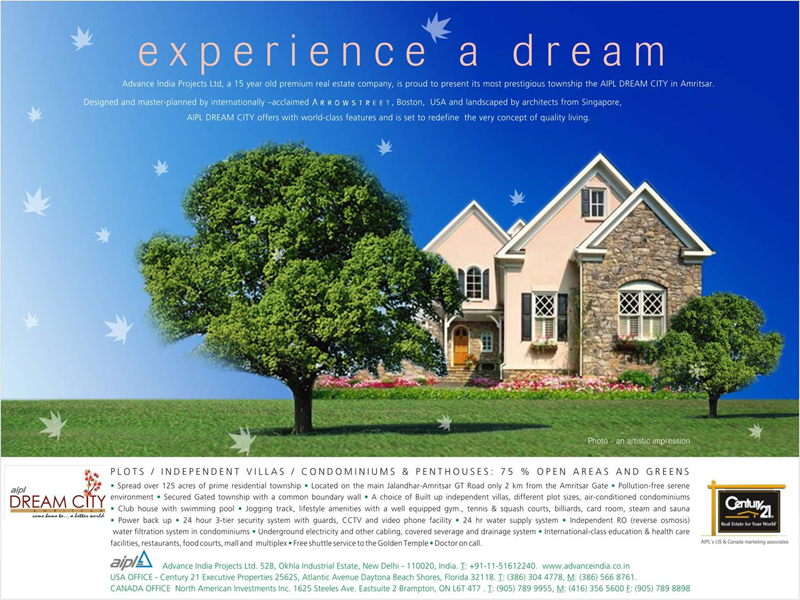 experience a dream
Advance India Projects Ltd, a 15 year old premium real estate company, is proud to present its most prestigious township the AIPL DREAM CITY in Amritsar.
Designed and master-planned by internationally –acclaimed ARROWSTREET, Boston, USA and landscaped by architects from Singapore,
AIPL DREAM CITY offers with world-class features and is set to redefine the very concept of quality living.
Photo - an artistic impression
PLOTS / INDEPENDENT VILLAS / CONDOMINIUMS & PENTHOUSES: 75 % OPEN AREAS AND GREENS
• Spread over 125 acres of prime residential township • Located on the main Jalandhar-Amritsar GT Road only 2 km from the Amritsar Gate • Pollution-free serene
environment • Secured Gated township with a common boundary wall • A choice of Built up independent villas, different plot sizes, air-conditioned condominiums
• Club house with swimming pool • Jogging track, lifestyle amenities with a well equipped gym., tennis & squash courts, billiards, card room, steam and sauna
• Power back up • 24 hour 3-tier security system with guards, CCTV and video phone facility • 24 hr water supply system • Independent RO (reverse osmosis)
water filtration system in condominiums • Underground electricity and other cabling, covered severage and drainage system • International-class education & health care
facilities, restaurants, food courts, mall and multiplex • Free shuttle service to the Golden Temple • Doctor on call.
aipl
DREAM CITY
AMRITSAR
come home to... a better world
Century 21
Real Estate for Your World
AIPL's US & Canada marketing associates
aipl Advance India Projects Ltd. 52B, Okhla Industrial Estate, New Delhi - 110020, India. T: +91-11-51612240. www.advanceindia.co.in
USA OFFICE - Century 21 Executive Properties 25625, Atlantic Avenue Daytona Beach Shores, Florida 32118. T: (386) 304 4778, M: (386) 566 8761.
CANADA OFFICE North American Investments Inc. 1625 Steeles Ave. Eastsuite 2 Brampton, ON L6T 4T7 . T: (905) 789 9955, M: (416) 356 5600 F: (905) 789 8898